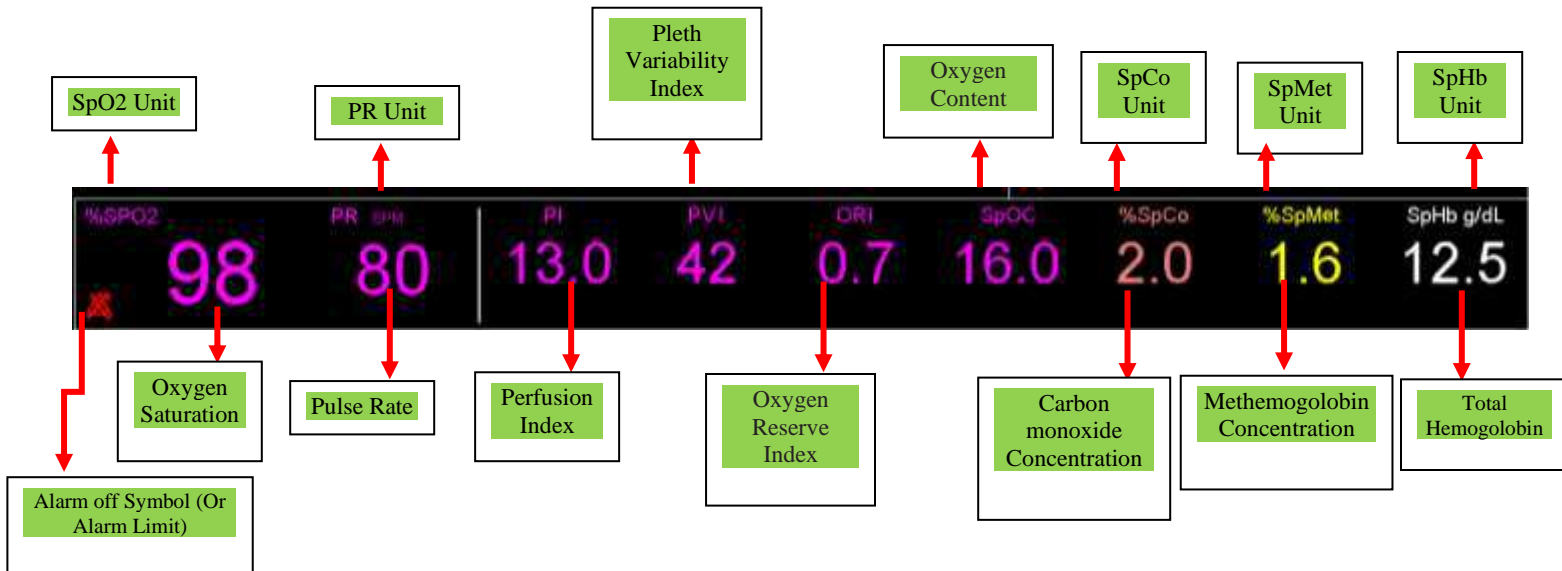 Pleth
Variability
Index
SpO2 Unit
PR Unit
Oxygen
Content
SpCo
Unit
SpMet
Unit
SpHb
Unit
%SPO2
PR BPM
PI
PVI
ORI
SpOC
%SpCo
%SpMet
SpHb g/dL
98
80
13.0
42
0.7
16.0
2.0
1.6
12.5
Oxygen
Saturation
Pulse Rate
Perfusion
Index
Oxygen
Reserve
Index
Carbon
monoxide
Concentration
Methemogolobin
Concentration
Total
Hemogolobin
Alarm off Symbol (Or
Alarm Limit)